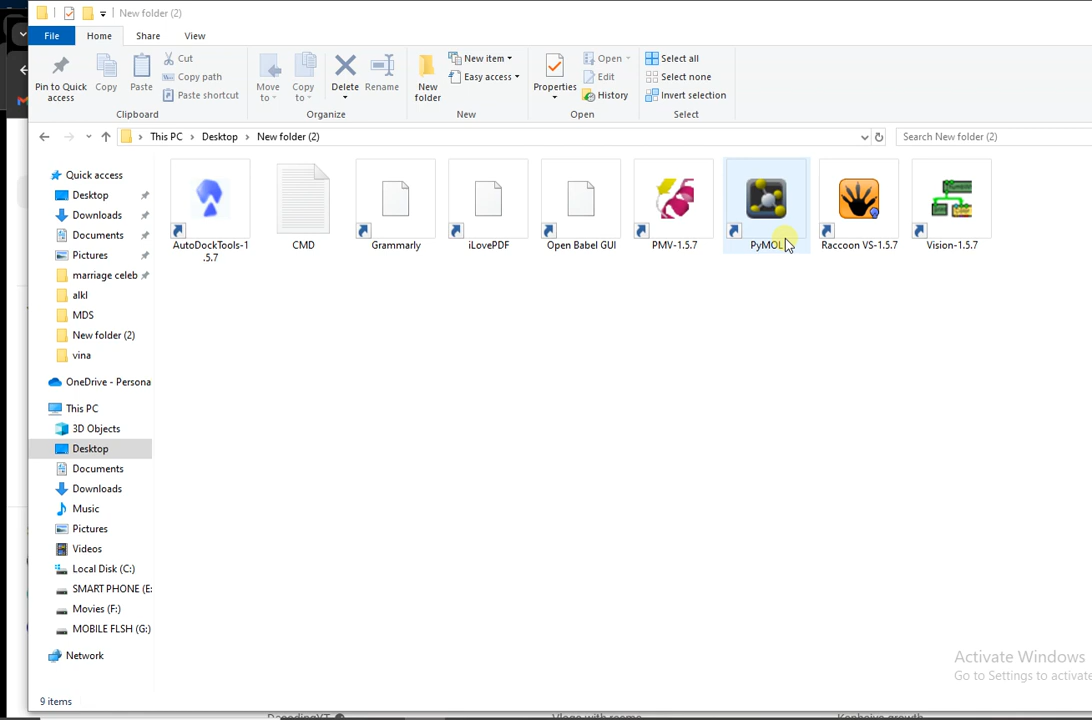 New folder (2)
File Home Share View
Pin to Quick access
Copy
Paste
Cut
Copy path
Paste shortcut
Clipboard
Move to
Copy to
Delete
Rename
Organize
New folder
New item
Easy access
New
Properties
Open
Edit
History
Open
Select all
Select none
Invert selection
Select
This PC > Desktop > New folder (2)
Search New folder (2)
Quick access
Desktop
Downloads
Documents
Pictures
marriage celeb
alkl
MDS
New folder (2)
vina
OneDrive - Persona
This PC
3D Objects
Desktop
Documents
Downloads
Music
Pictures
Videos
Local Disk (C:)
SMART PHONE (E:
Movies (F:)
MOBILE FLSH (G:)
Network
AutoDockTools-1
.5.7
CMD
Grammarly
iLovePDF
Open Babel GUI
PMV-1.5.7
PyMOL
Raccoon VS-1.5.7
Vision-1.5.7
Activate Windows
Go to Settings to activate
9 items